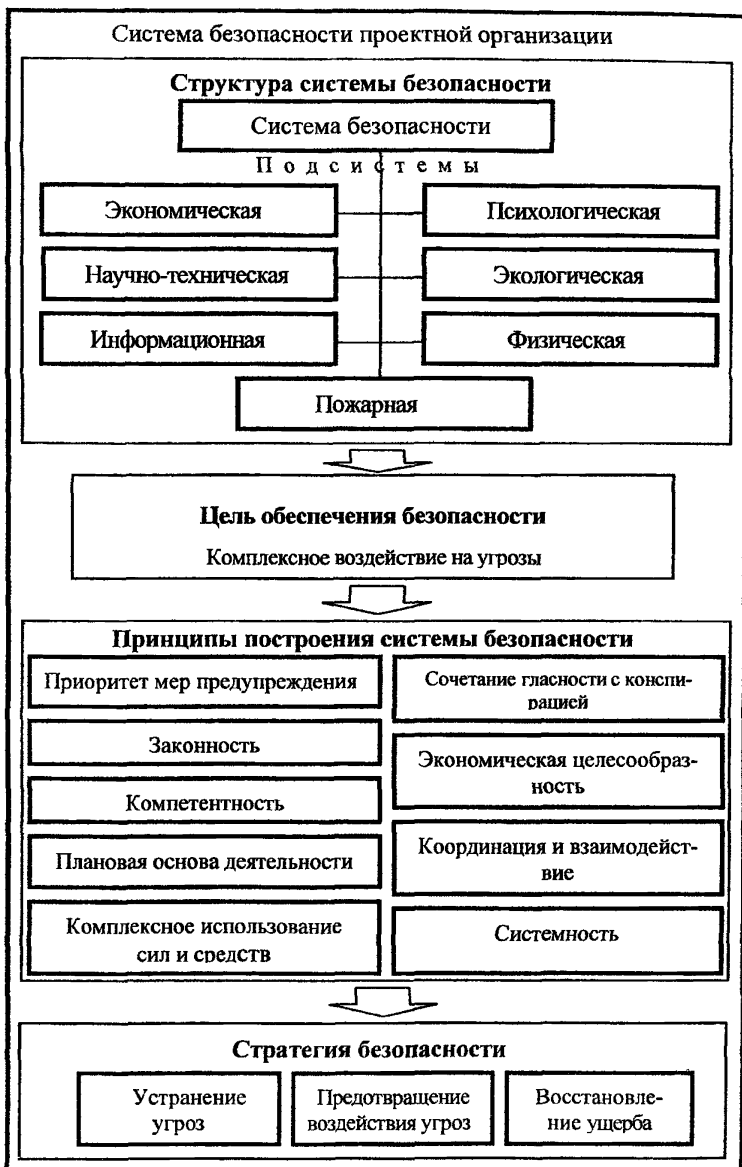 Система безопасности проектной организации
Структура системы безопасности
Система безопасности
Подсистемы
Экономическая
Психологическая
Научно-техническая
Экологическая
Информационная
Физическая
Пожарная
Цель обеспечения безопасности
Комплексное воздействие на угрозы
Принципы построения системы безопасности
Приоритет мер предупреждения
Законность
Компетентность
Плановая основа деятельности
Комплексное использование
сил и средств
Сочетание гласности с конспи-
рацией
Экономическая целесообраз-
ность
Координация и взаимодейст-
вие
Системность
Стратегия безопасности
Устранение
угроз
Предотвращение
воздействия угроз
Восстановле-
ние ущерба